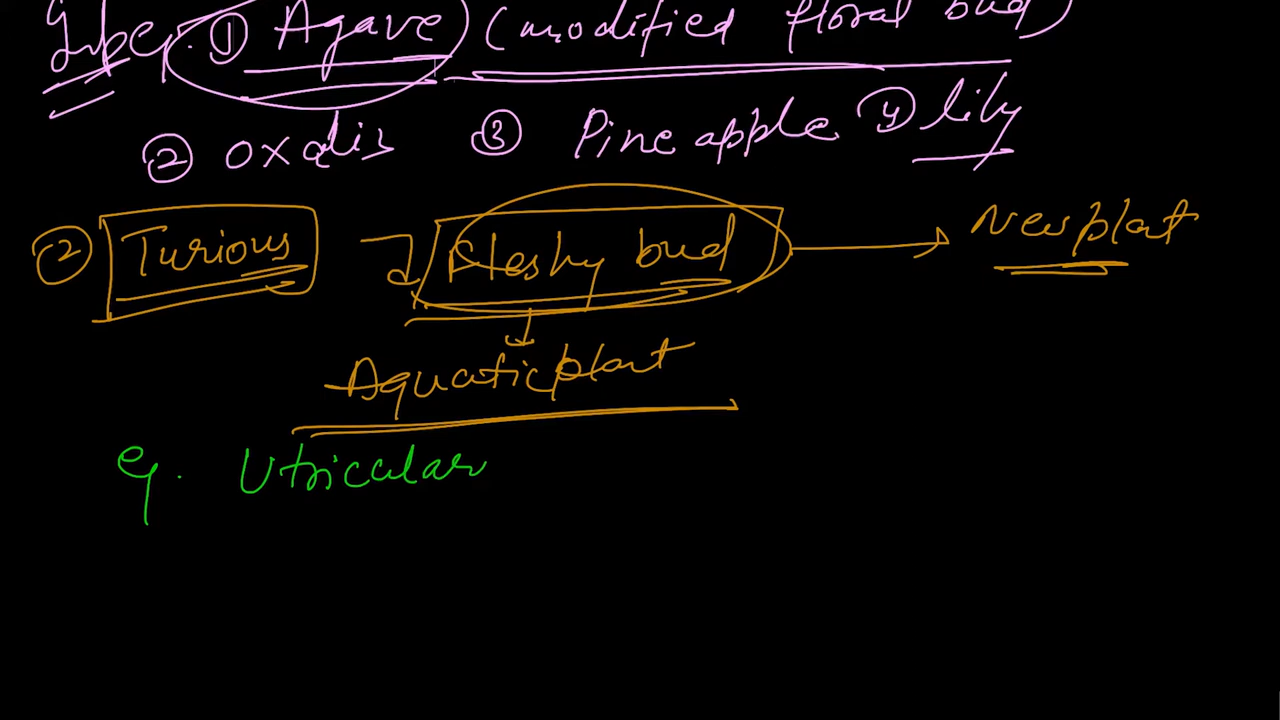 ① Agave (modified floral bud)
② Oxalis ③ Pineapple ④ lily
② Turious Fleshy bud → New plant
Aquatic plant
eg. Utricular